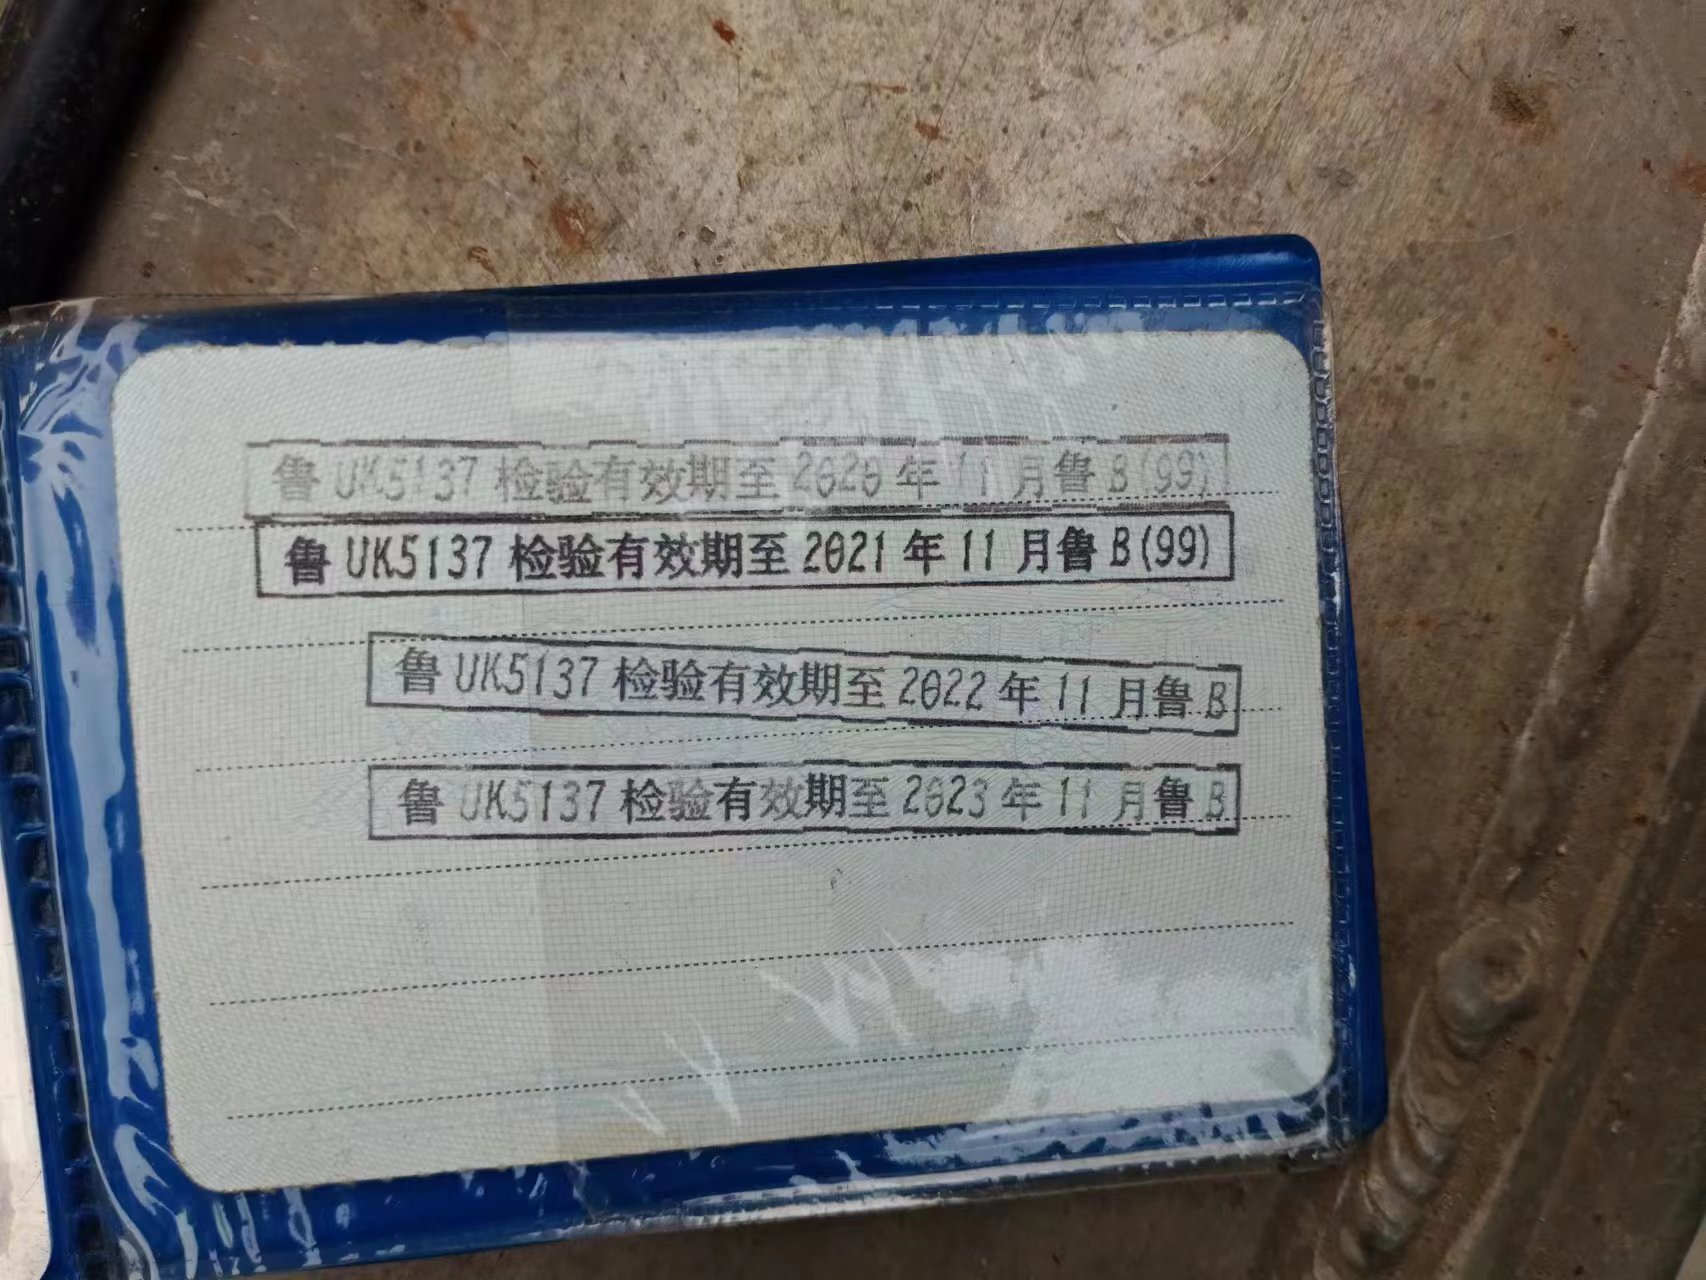 鲁 UK5137 检验有效期至 2020 年 11 月鲁 B (99)
鲁 UK5137 检验有效期至 2021 年 11 月鲁 B (99)
鲁 UK5137 检验有效期至 2022 年 11 月鲁 B
鲁 UK5137 检验有效期至 2023 年 11 月鲁 B